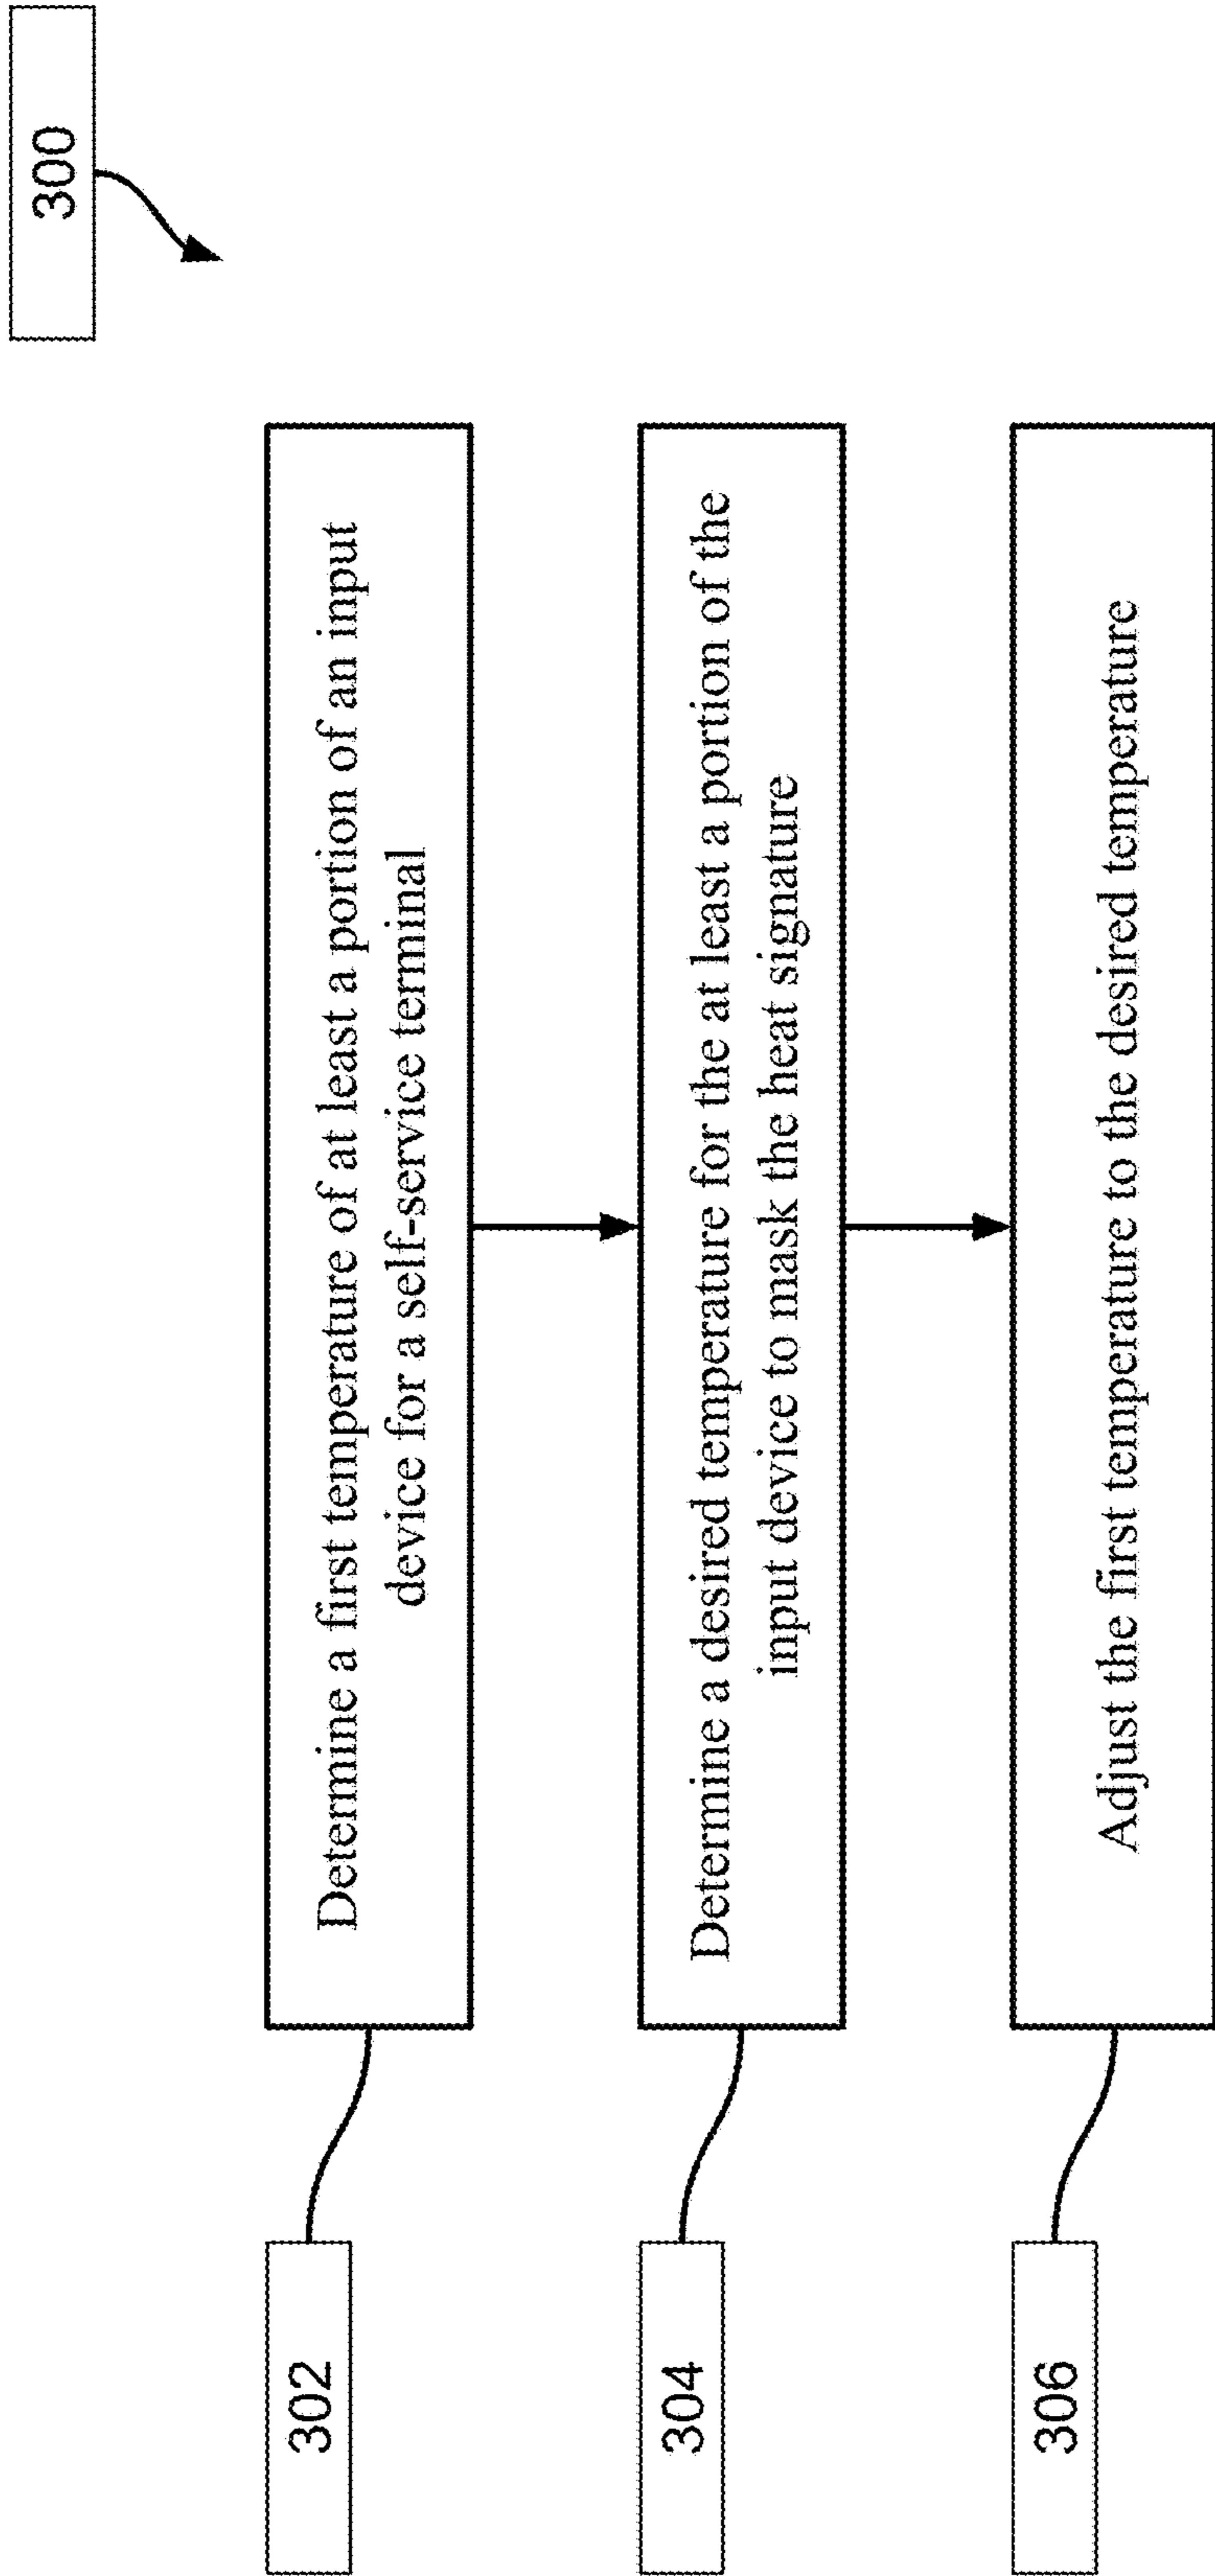 300
302
Determine a first temperature of at least a portion of an input
device for a self-service terminal
304
Determine a desired temperature for the at least a portion of the
input device to mask the heat signature
306
Adjust the first temperature to the desired temperature